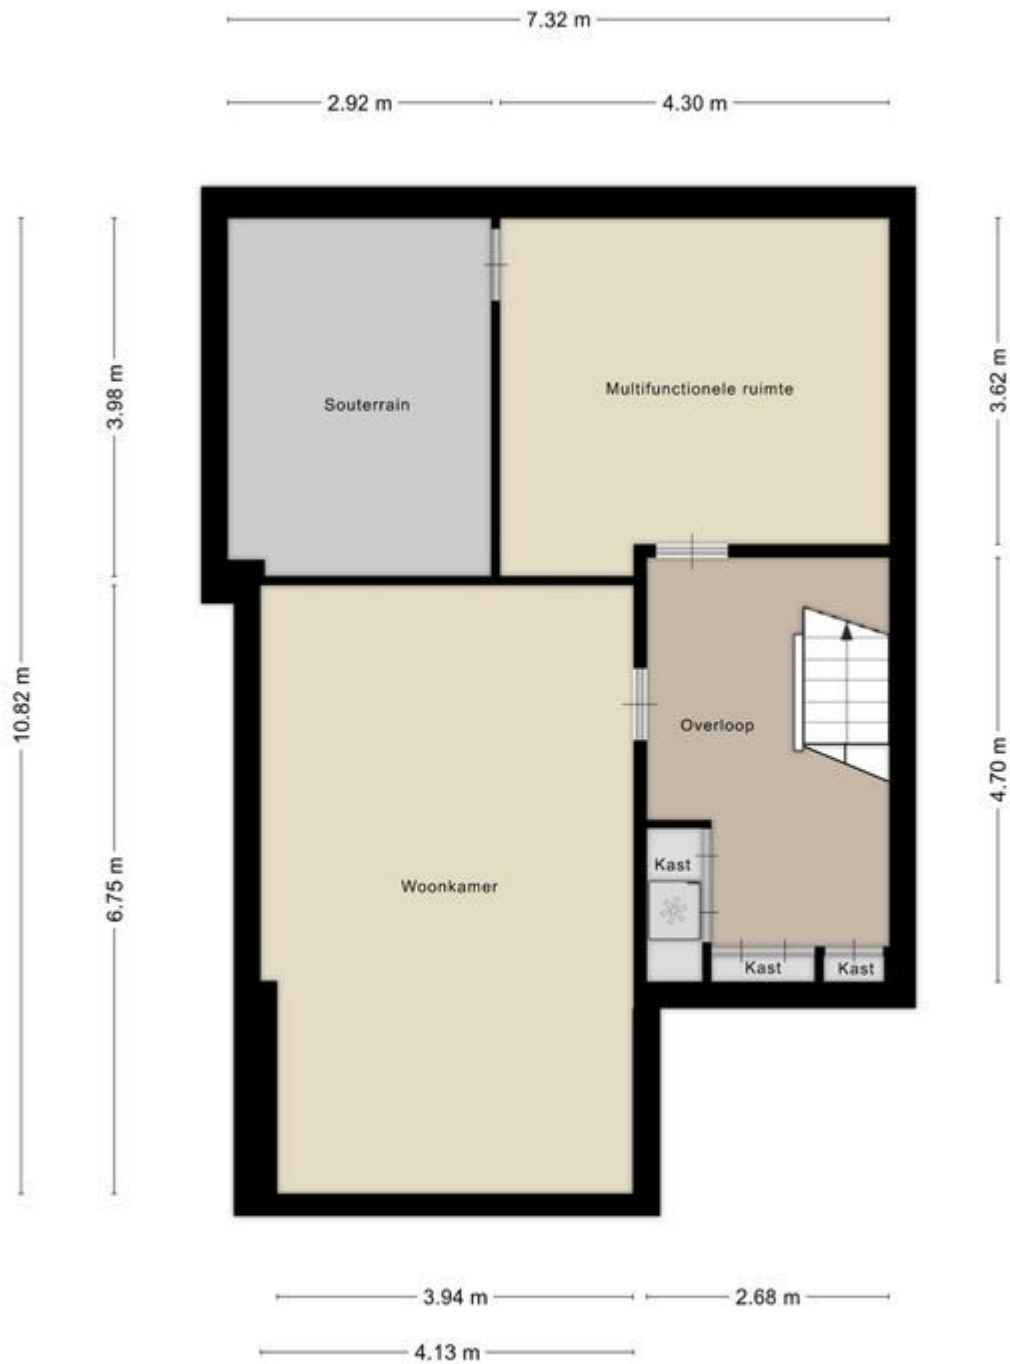 7.32 m
2.92 m
4.30 m
3.98 m
3.62 m
Multifunctionele ruimte
Souterrain
10.82 m
Overloop
4.70 m
6.75 m
Kast
Woonkamer
Kast
Kast
3.94 m
2.68 m
4.13 m